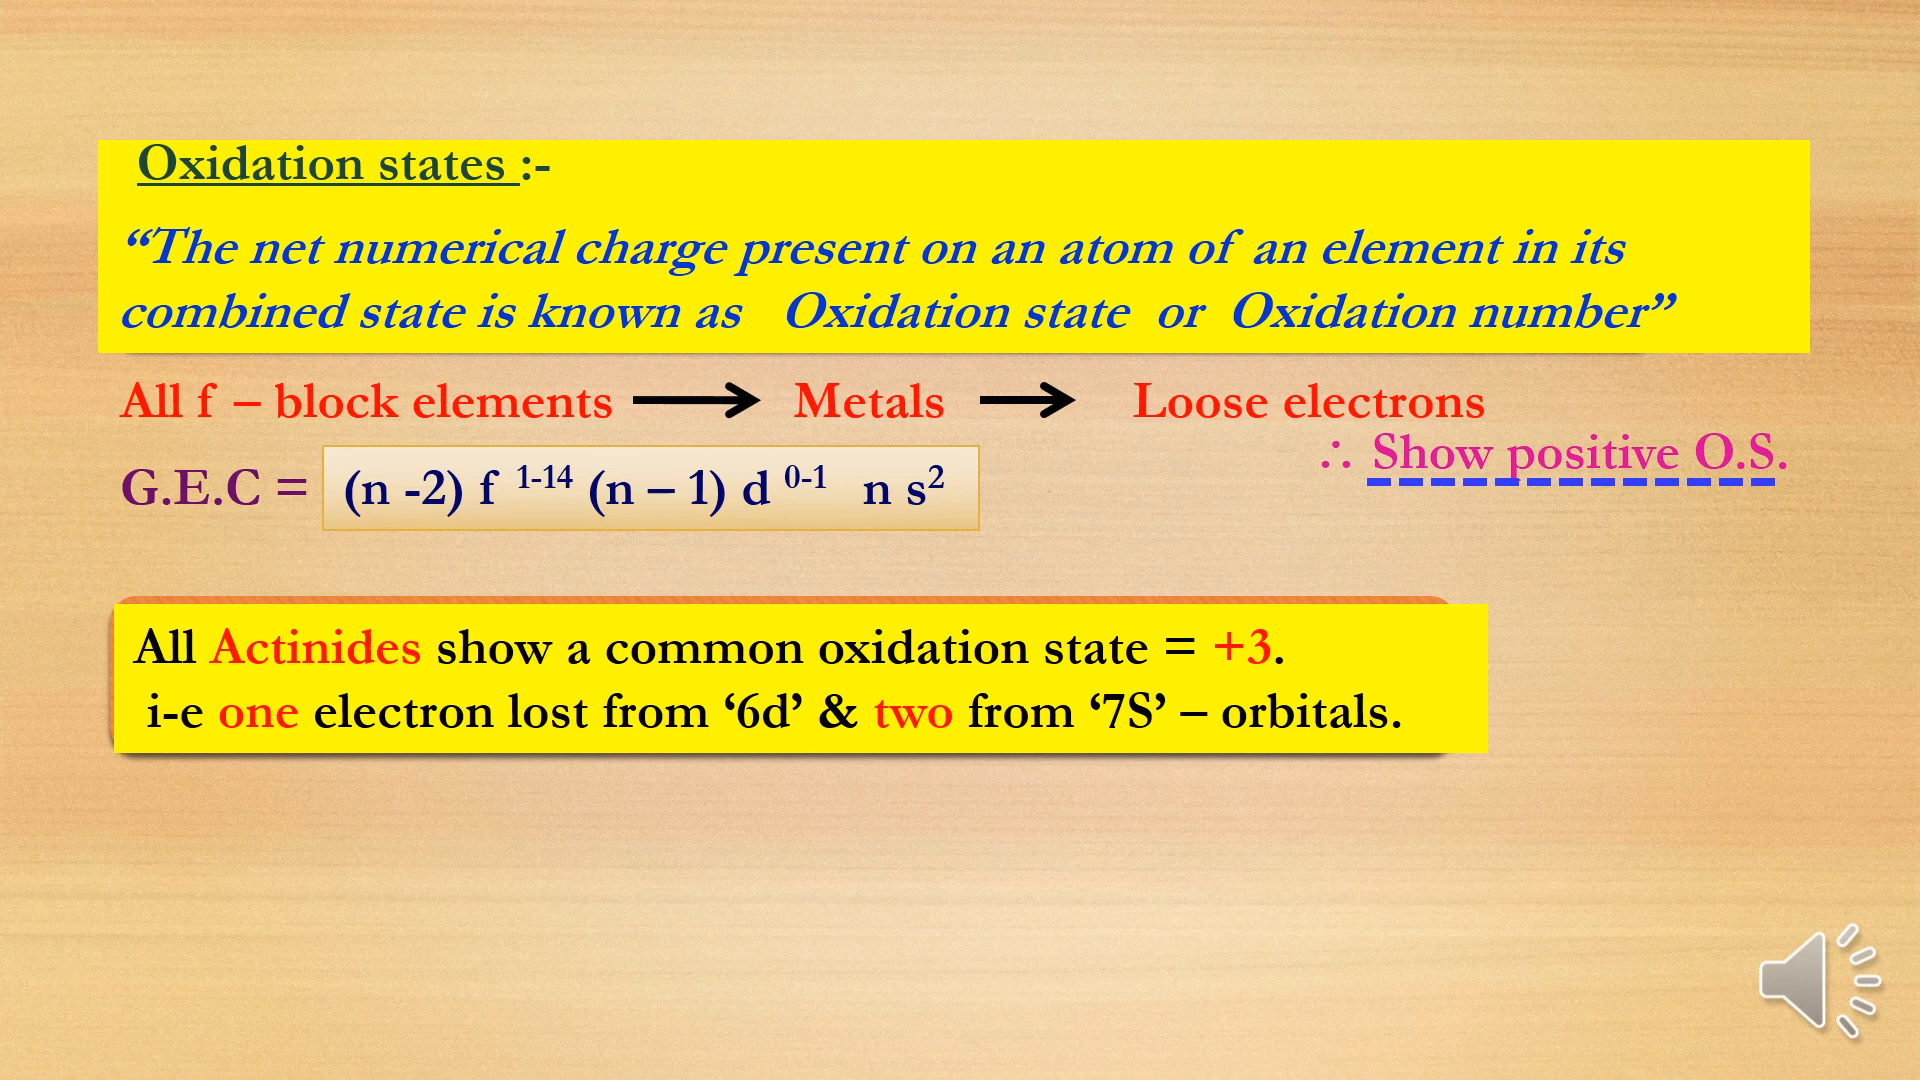 Oxidation states :-
“The net numerical charge present on an atom of an element in its
combined state is known as Oxidation state or Oxidation number”
All f – block elements → Metals → Loose electrons
∴ Show positive O.S.
G.E.C = (n -2) f ¹⁻¹⁴ (n – 1) d ⁰⁻¹ n s²
All Actinides show a common oxidation state = +3.
i-e one electron lost from ‘6d’ & two from ‘7S’ – orbitals.